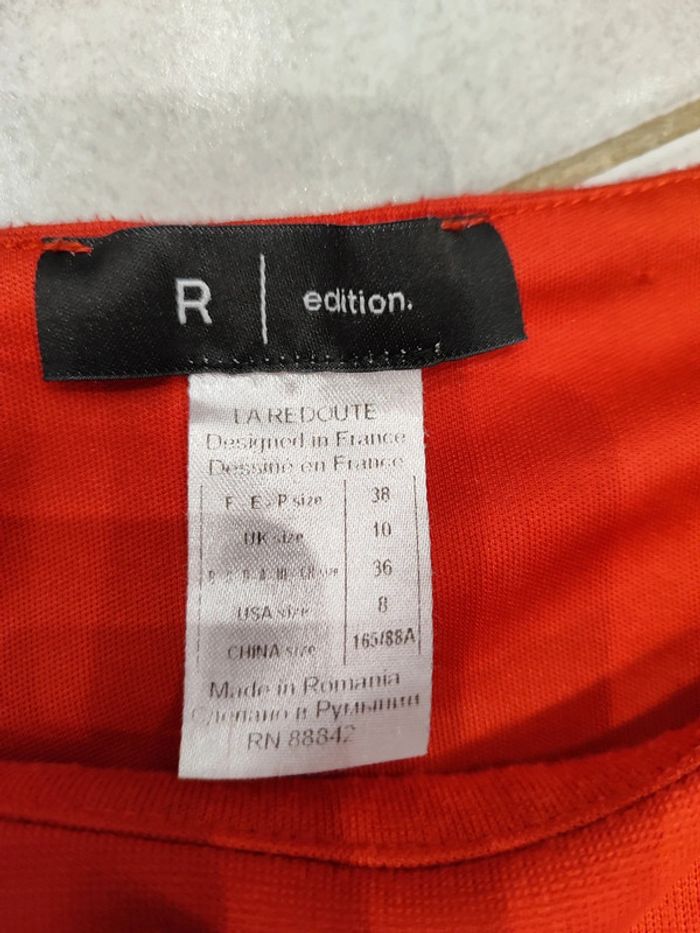 R | edition.
LA REDOUTE
Designed in France
Dessiné en France
F - E - P size 38
UK size 10
36
USA size 8
CHINA size 165/88A
Made in Romania
Сделано в Румынии
RN 88842